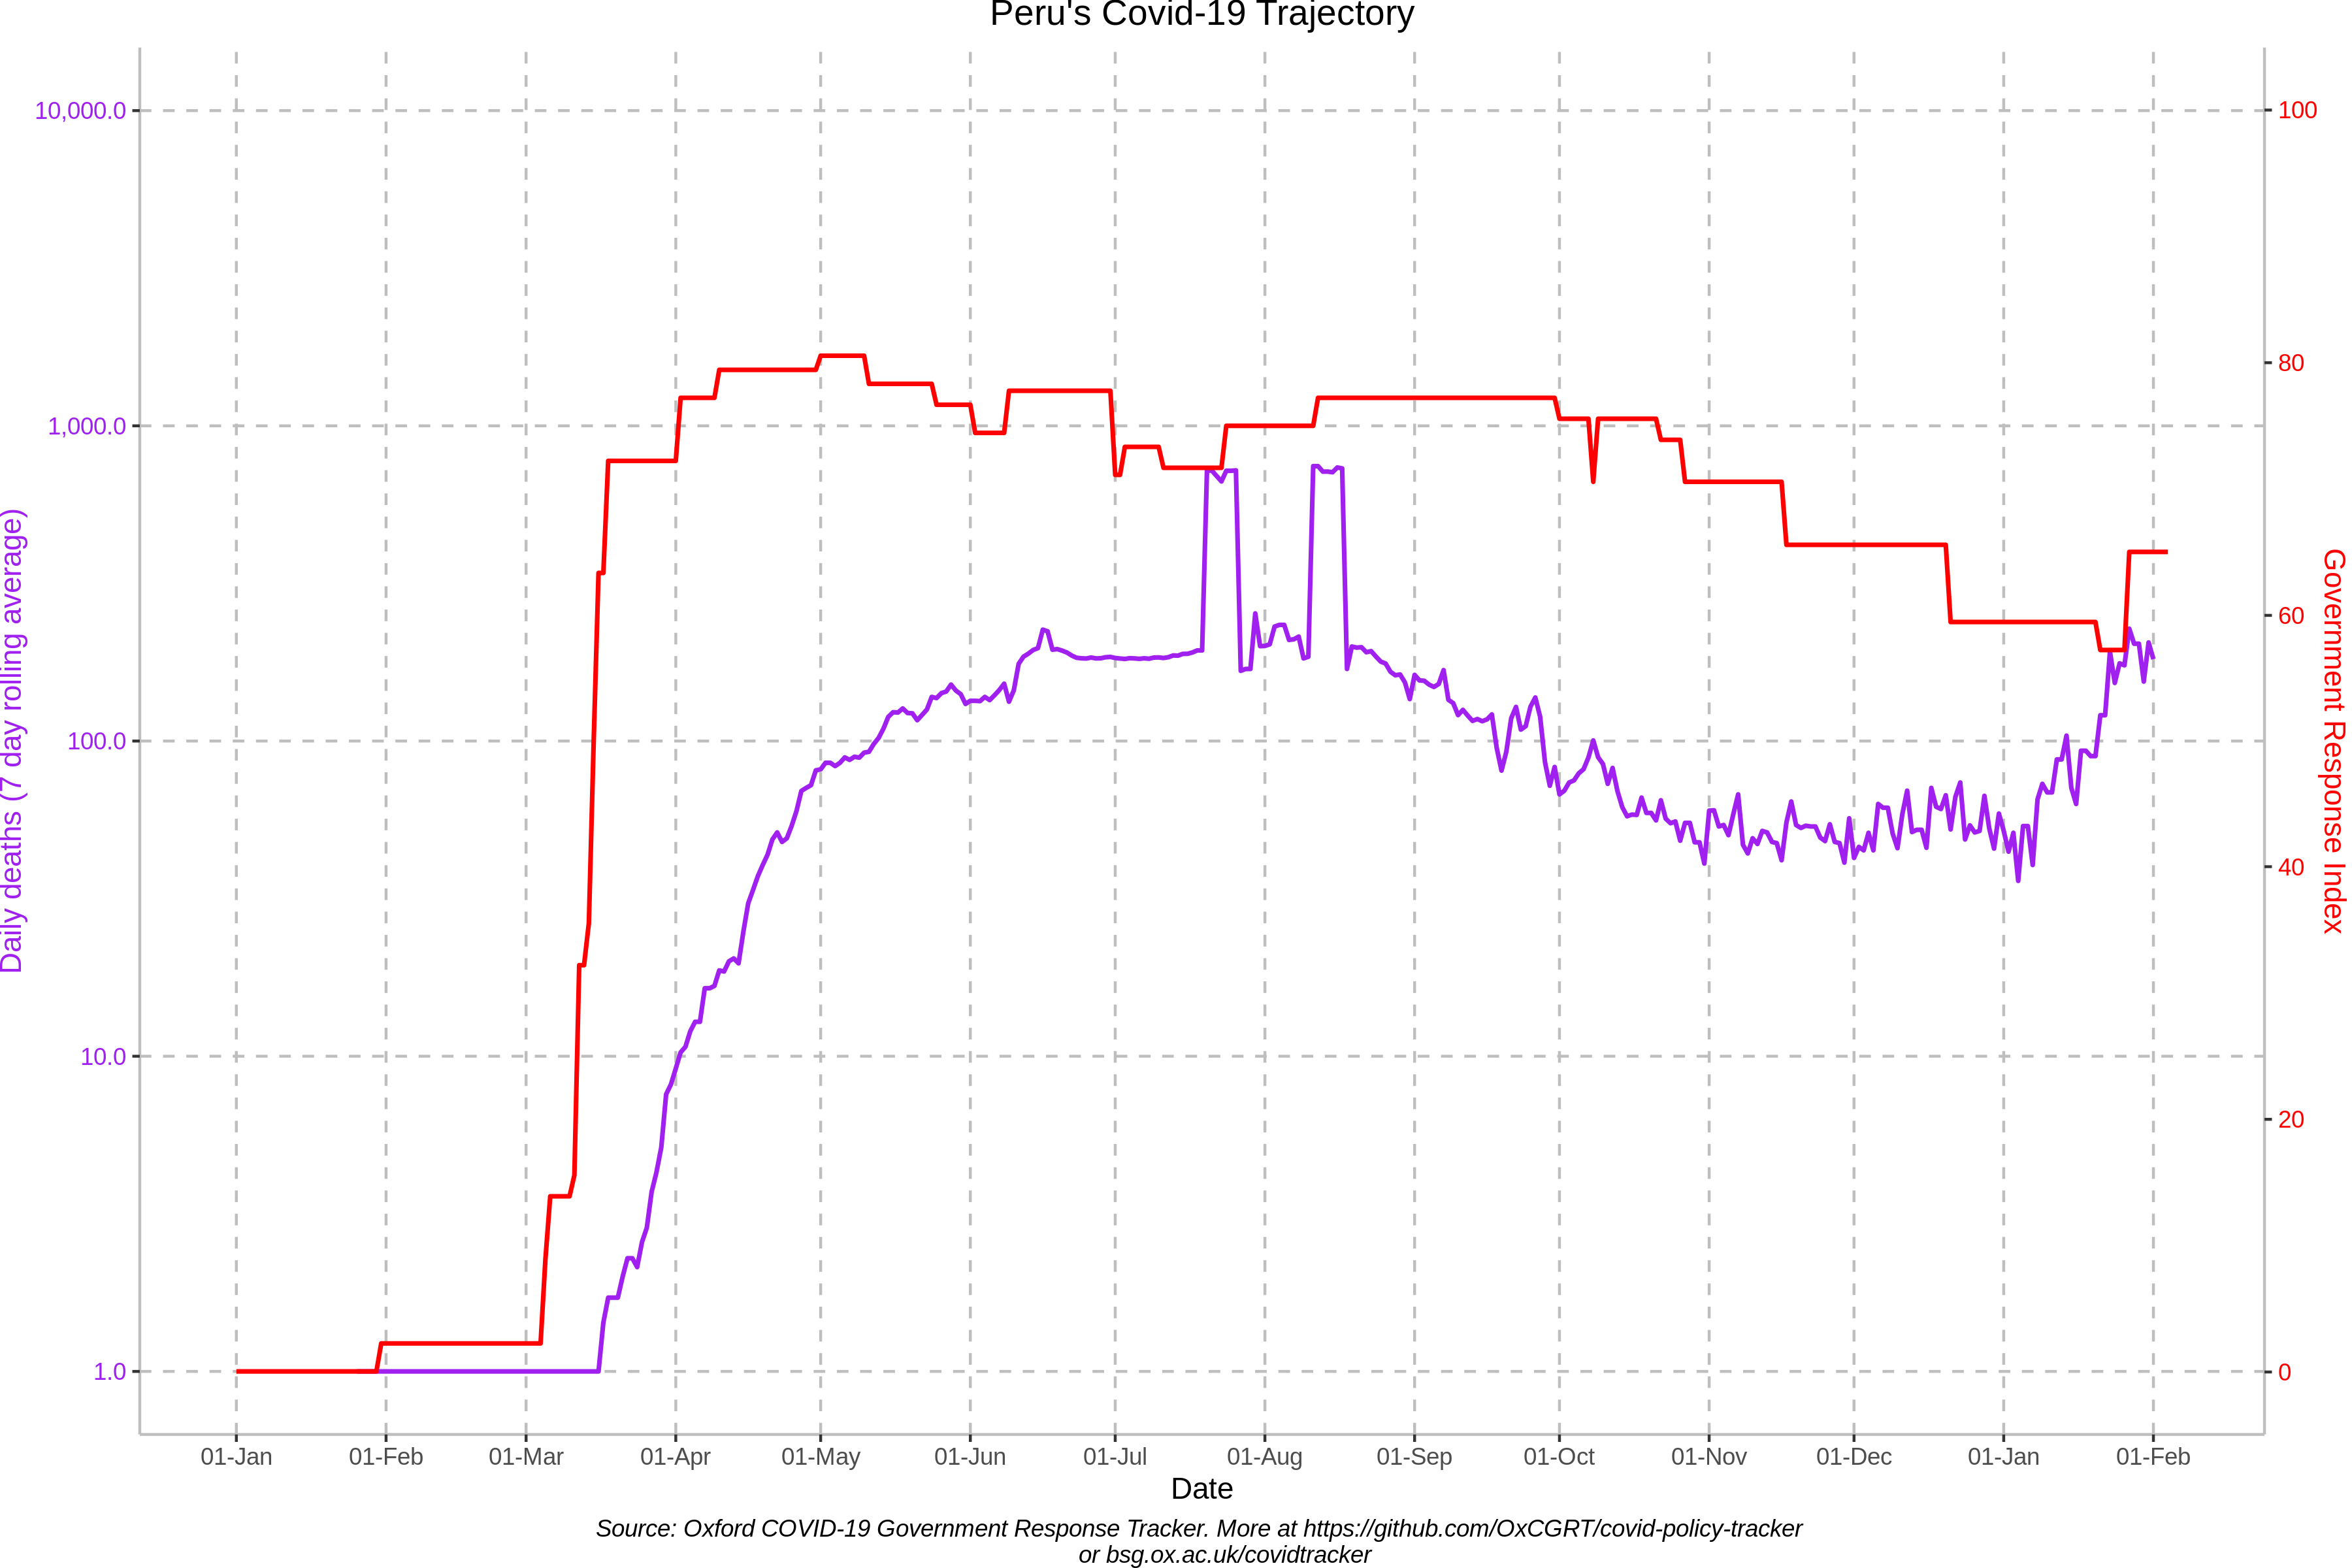 Peru's Covid-19 Trajectory
10,000.0
1,000.0
100.0
10.0
1.0
Daily deaths (7 day rolling average)
100
80
60
40
20
0
Government Response Index
01-Jan 01-Feb 01-Mar 01-Apr 01-May 01-Jun 01-Jul 01-Aug 01-Sep 01-Oct 01-Nov 01-Dec 01-Jan 01-Feb
Date
Source: Oxford COVID-19 Government Response Tracker. More at https://github.com/OxCGRT/covid-policy-tracker
or bsg.ox.ac.uk/covidtracker